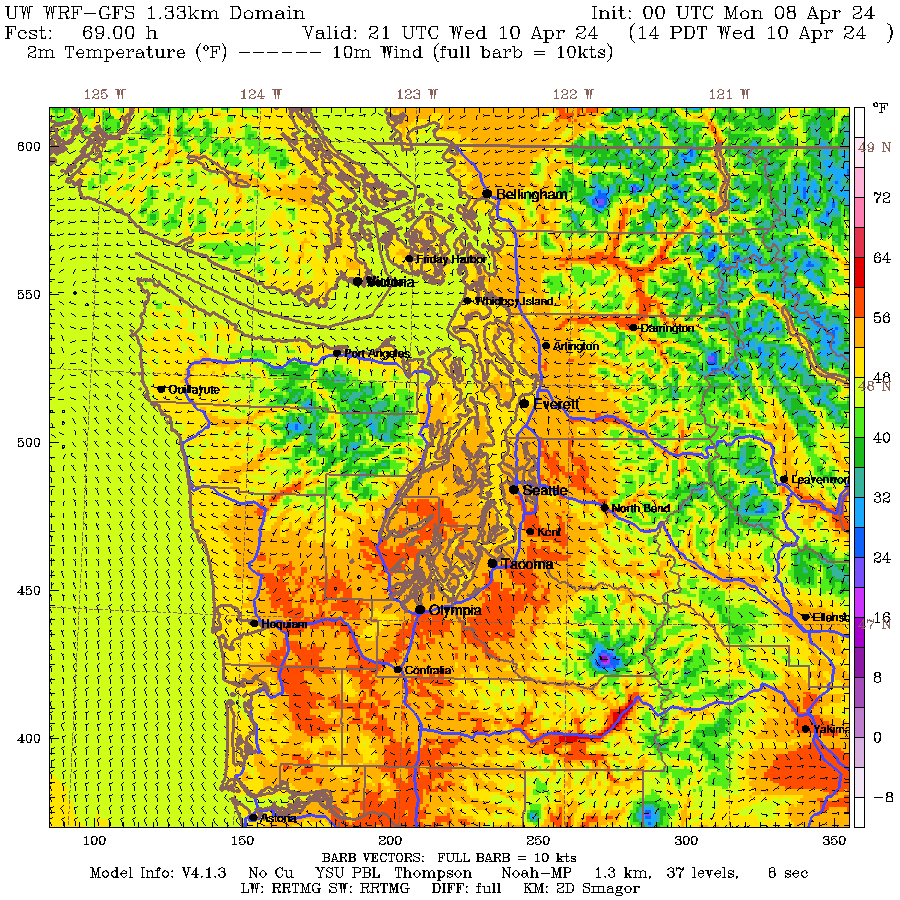 UW WRF-GFS 1.33km Domain Init: 00 UTC Mon 08 Apr 24
Fcst: 69.00 h Valid: 21 UTC Wed 10 Apr 24 (14 PDT Wed 10 Apr 24 )
2m Temperature (°F) ------ 10m Wind (full barb = 10kts)
125 W 124 W 123 W 122 W 121 W
°F
600
49 N
Bellingham
72
Friday Harbor
64
Victoria
550
Whidbey Island
56
Darrington
Arlington
Port Angeles
48
48 N
Quillayute
Everett
500
40
Leavenwor
Seattle
32
North Bend
Kent
24
Tacoma
450
Olympia
16
Ellensb
47 N
Hoquiam
Centralia
8
Yakima
400
0
-8
Astoria
100 150 200 250 300 350
BARB VECTORS: FULL BARB = 10 kts
Model Info: V4.1.3 No Cu YSU PBL Thompson Noah-MP 1.3 km, 37 levels, 8 sec
LW: RRTMG SW: RRTMG DIFF: full KM: 2D Smagor